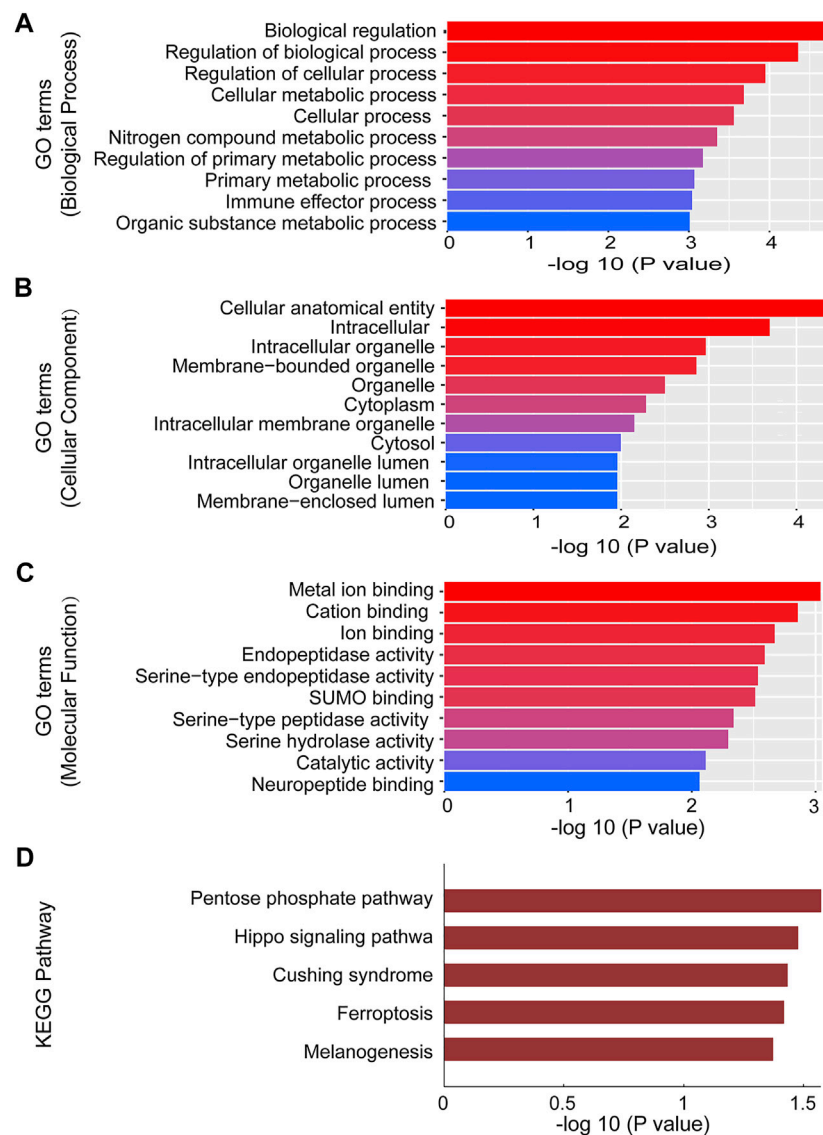 A
GO terms
(Biological Process)
Biological regulation
Regulation of biological process
Regulation of cellular process
Cellular metabolic process
Cellular process
Nitrogen compound metabolic process
Regulation of primary metabolic process
Primary metabolic process
Immune effector process
Organic substance metabolic process
0 1 2 3 4
-log 10 (P value)
B
GO terms
(Cellular Component)
Cellular anatomical entity
Intracellular
Intracellular organelle
Membrane−bounded organelle
Organelle
Cytoplasm
Intracellular membrane organelle
Cytosol
Intracellular organelle lumen
Organelle lumen
Membrane−enclosed lumen
0 1 2 3 4
-log 10 (P value)
C
GO terms
(Molecular Function)
Metal ion binding
Cation binding
Ion binding
Endopeptidase activity
Serine−type endopeptidase activity
SUMO binding
Serine−type peptidase activity
Serine hydrolase activity
Catalytic activity
Neuropeptide binding
0 1 2 3
-log 10 (P value)
D
KEGG Pathway
Pentose phosphate pathway
Hippo signaling pathwa
Cushing syndrome
Ferroptosis
Melanogenesis
0 0.5 1 1.5
-log 10 (P value)